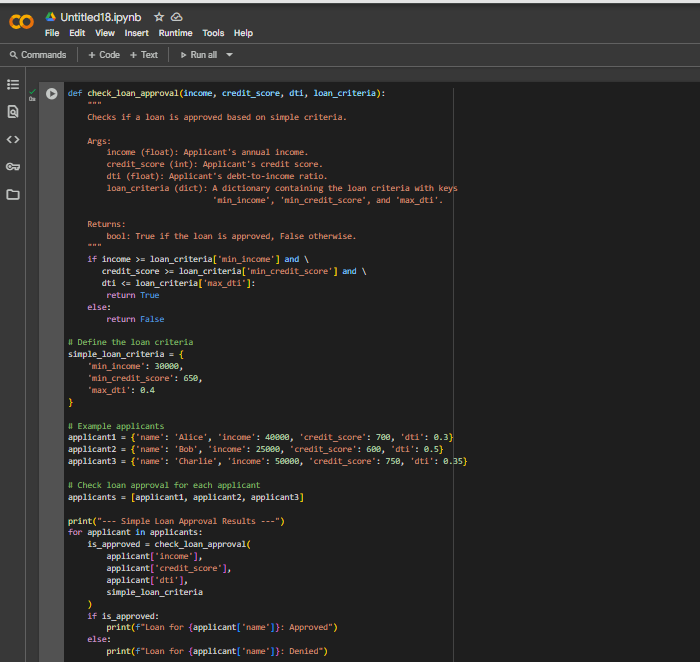 Untitled18.ipynb
File Edit View Insert Runtime Tools Help
Commands + Code + Text Run all
0s
def check_loan_approval(income, credit_score, dti, loan_criteria):
    """
    Checks if a loan is approved based on simple criteria.

    Args:
        income (float): Applicant's annual income.
        credit_score (int): Applicant's credit score.
        dti (float): Applicant's debt-to-income ratio.
        loan_criteria (dict): A dictionary containing the loan criteria with keys
                              'min_income', 'min_credit_score', and 'max_dti'.

    Returns:
        bool: True if the loan is approved, False otherwise.
    """
    if income >= loan_criteria['min_income'] and \
       credit_score >= loan_criteria['min_credit_score'] and \
       dti <= loan_criteria['max_dti']:
        return True
    else:
        return False

# Define the loan criteria
simple_loan_criteria = {
    'min_income': 30000,
    'min_credit_score': 650,
    'max_dti': 0.4
}

# Example applicants
applicant1 = {'name': 'Alice', 'income': 40000, 'credit_score': 700, 'dti': 0.3}
applicant2 = {'name': 'Bob', 'income': 25000, 'credit_score': 600, 'dti': 0.5}
applicant3 = {'name': 'Charlie', 'income': 50000, 'credit_score': 750, 'dti': 0.35}

# Check loan approval for each applicant
applicants = [applicant1, applicant2, applicant3]

print("--- Simple Loan Approval Results ---")
for applicant in applicants:
    is_approved = check_loan_approval(
        applicant['income'],
        applicant['credit_score'],
        applicant['dti'],
        simple_loan_criteria
    )
    if is_approved:
        print(f"Loan for {applicant['name']}: Approved")
    else:
        print(f"Loan for {applicant['name']}: Denied")